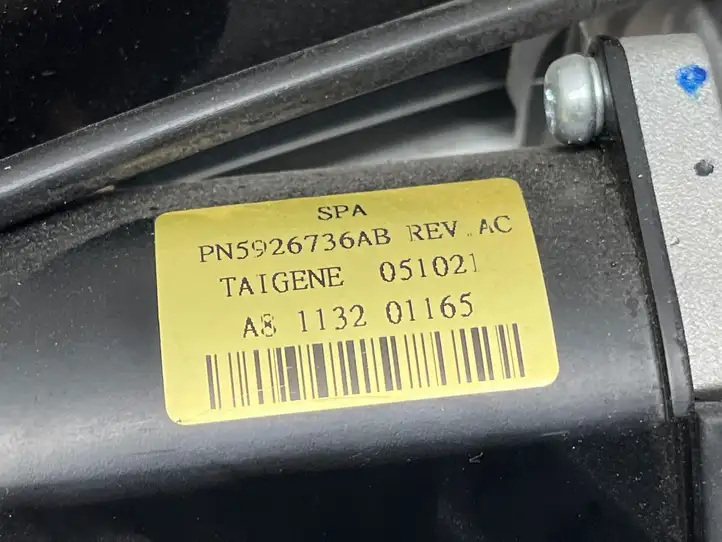 SPA
PN5926736AB REV.AC
TAIGENE 051021
A8 1132 01165